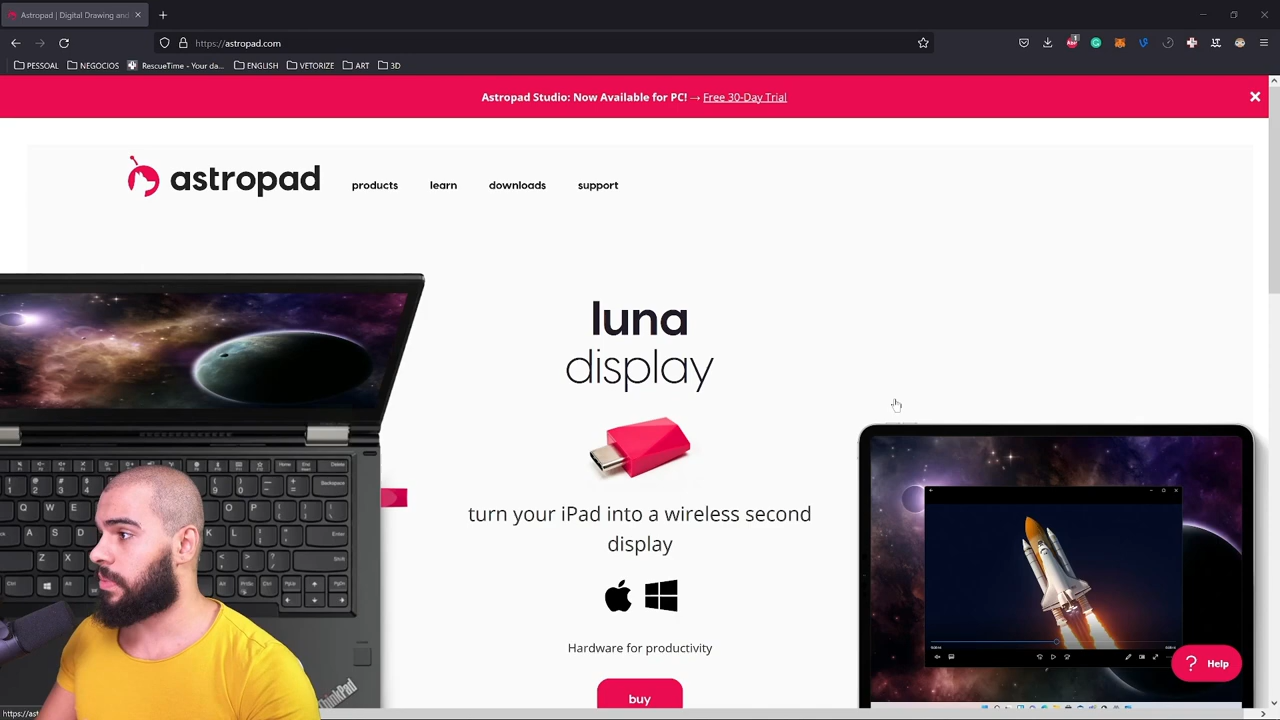 Astropad | Digital Drawing and
https://astropad.com
PESSOAL
NEGOCIOS
RescueTime - Your da...
ENGLISH
VETORIZE
ART
3D
Astropad Studio: Now Available for PC! → Free 30-Day Trial
astropad
products
learn
downloads
support
luna
display
turn your iPad into a wireless second
display
Hardware for productivity
buy
Help
ThinkPad
https://ast